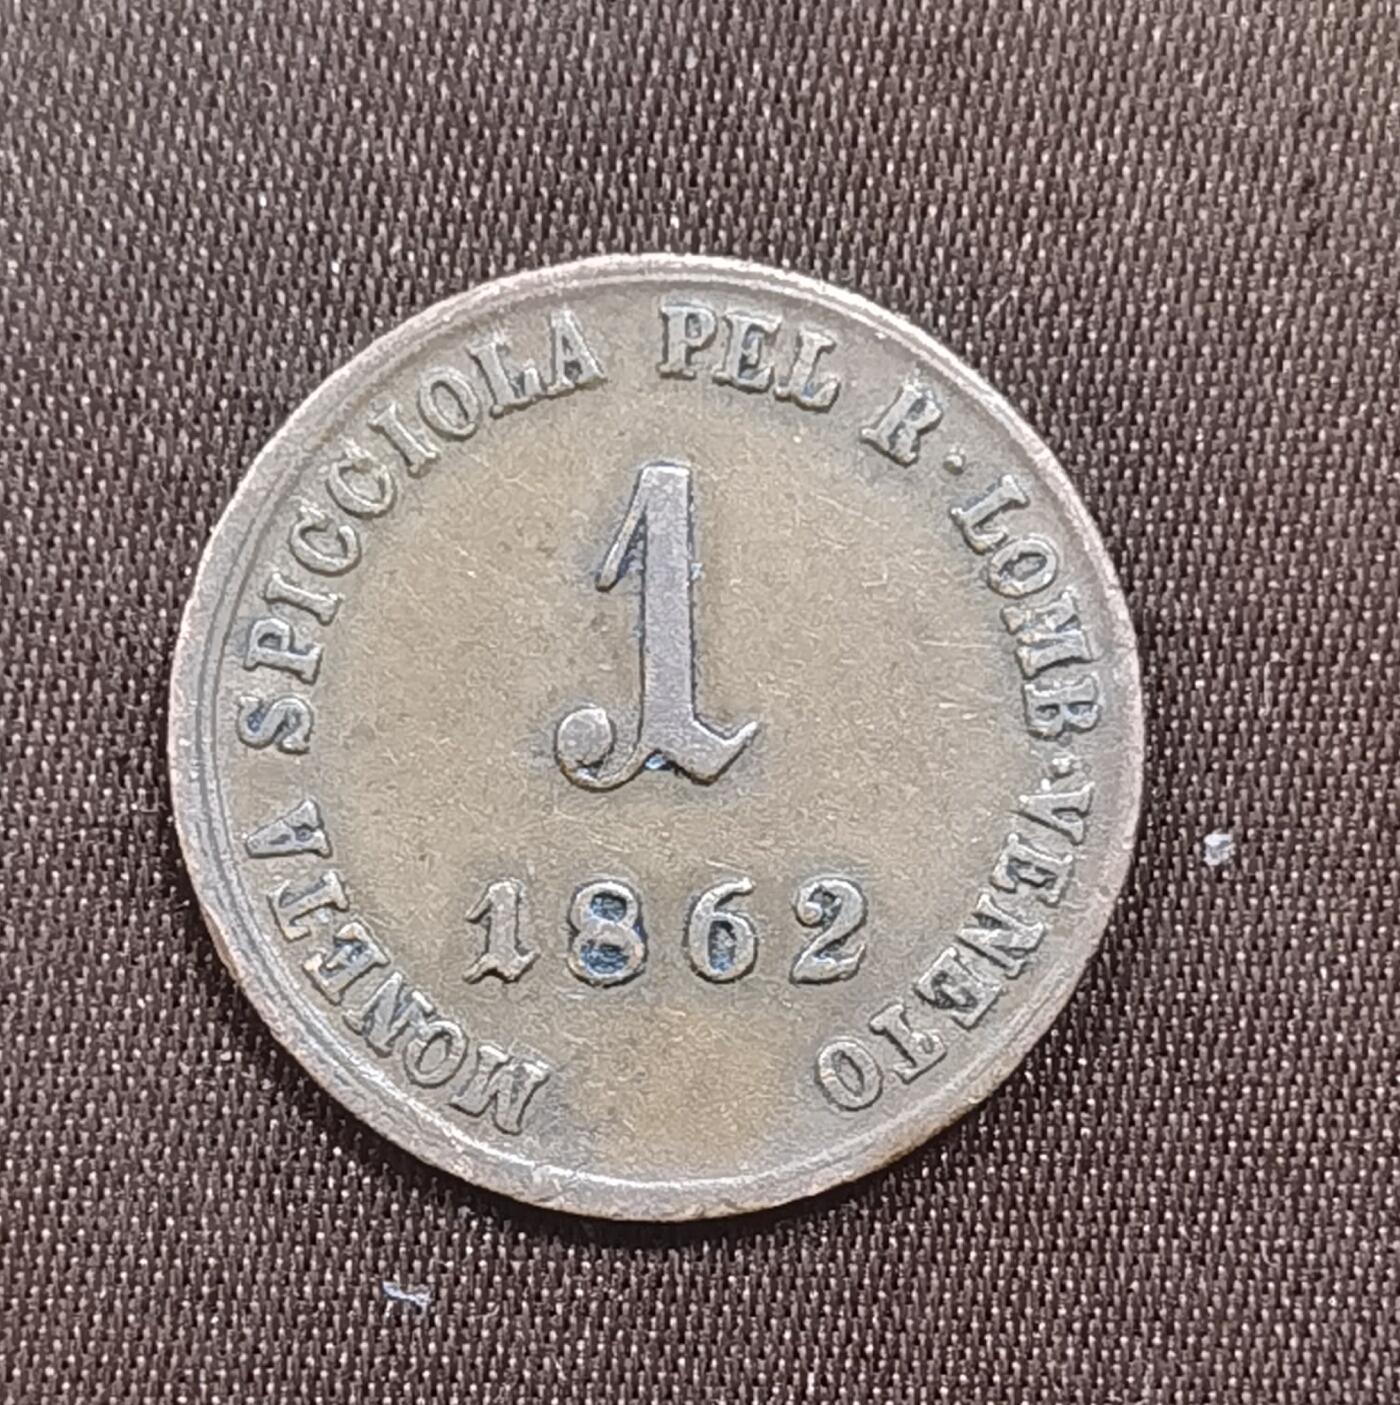 MONETA SPICCIOLA PEL R·LOMB·VENETO
1
1862